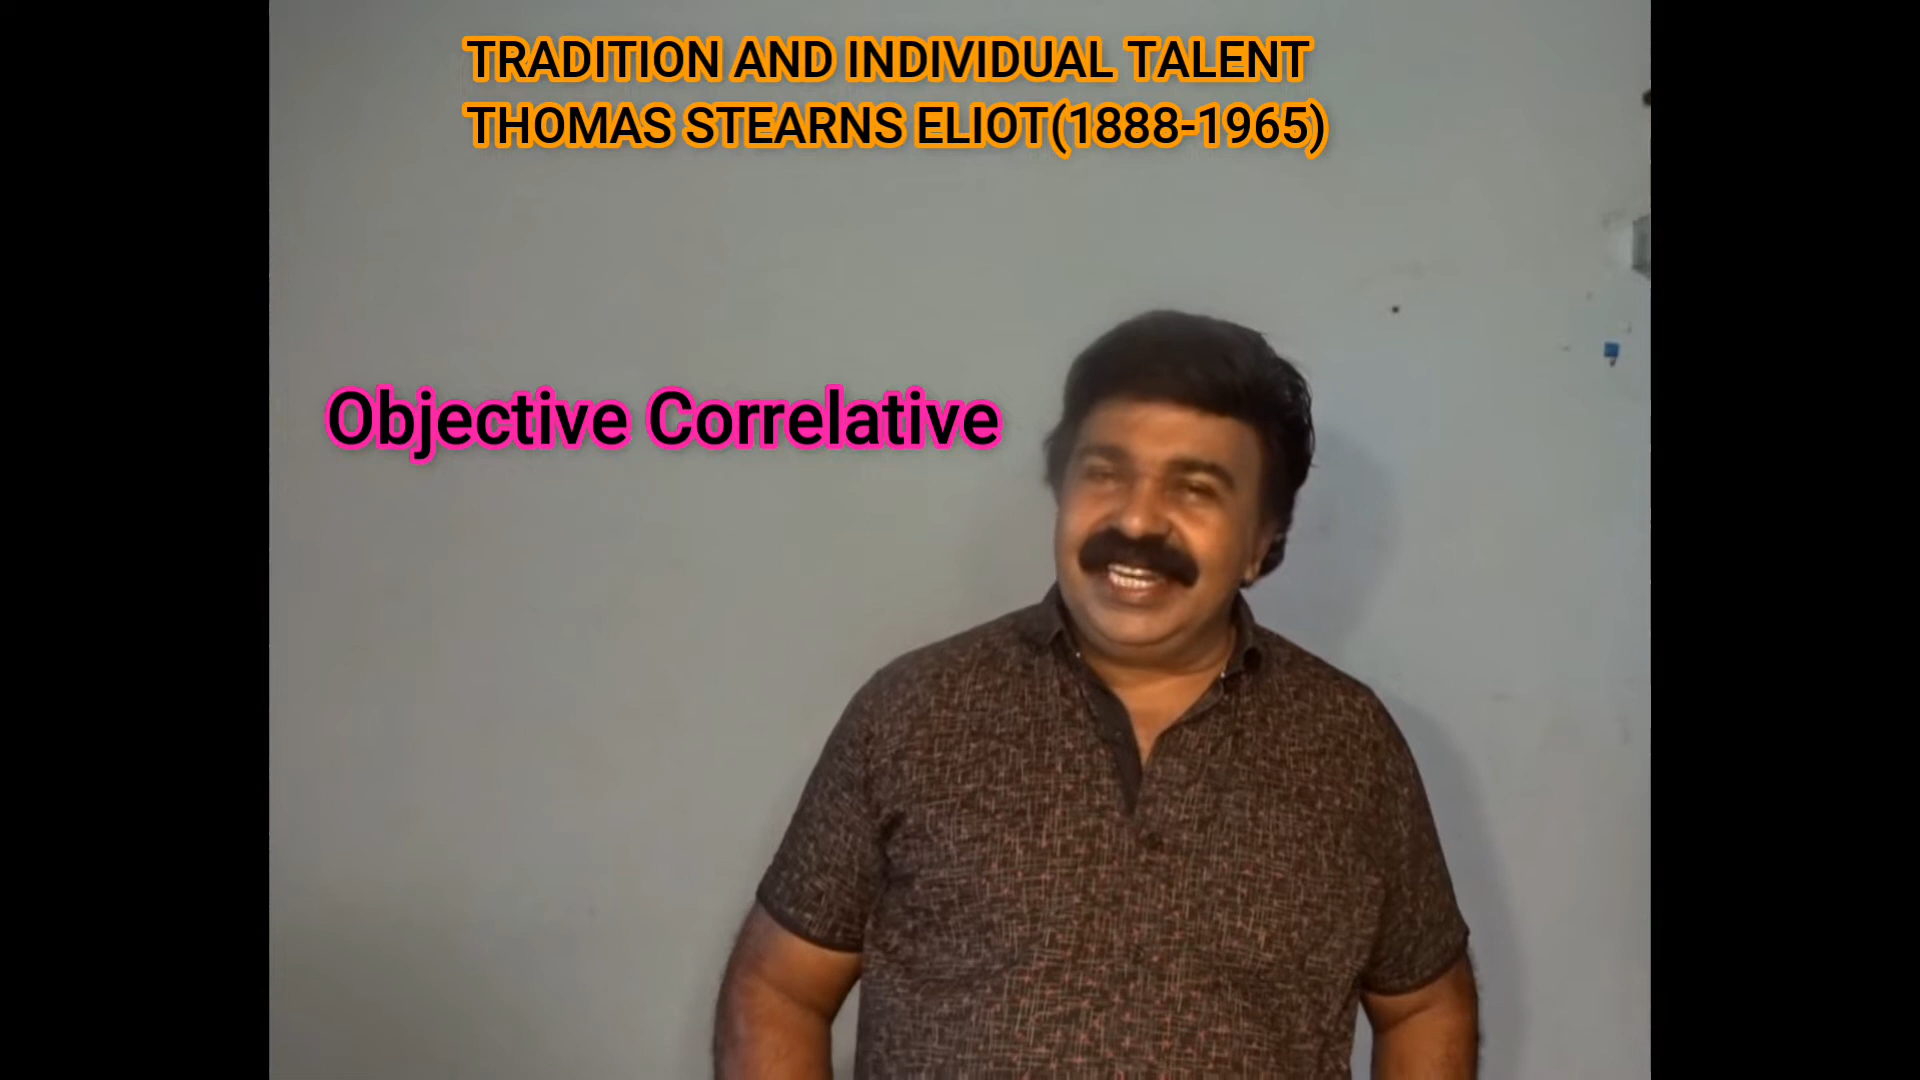 TRADITION AND INDIVIDUAL TALENT
THOMAS STEARNS ELIOT(1888-1965)
Objective Correlative